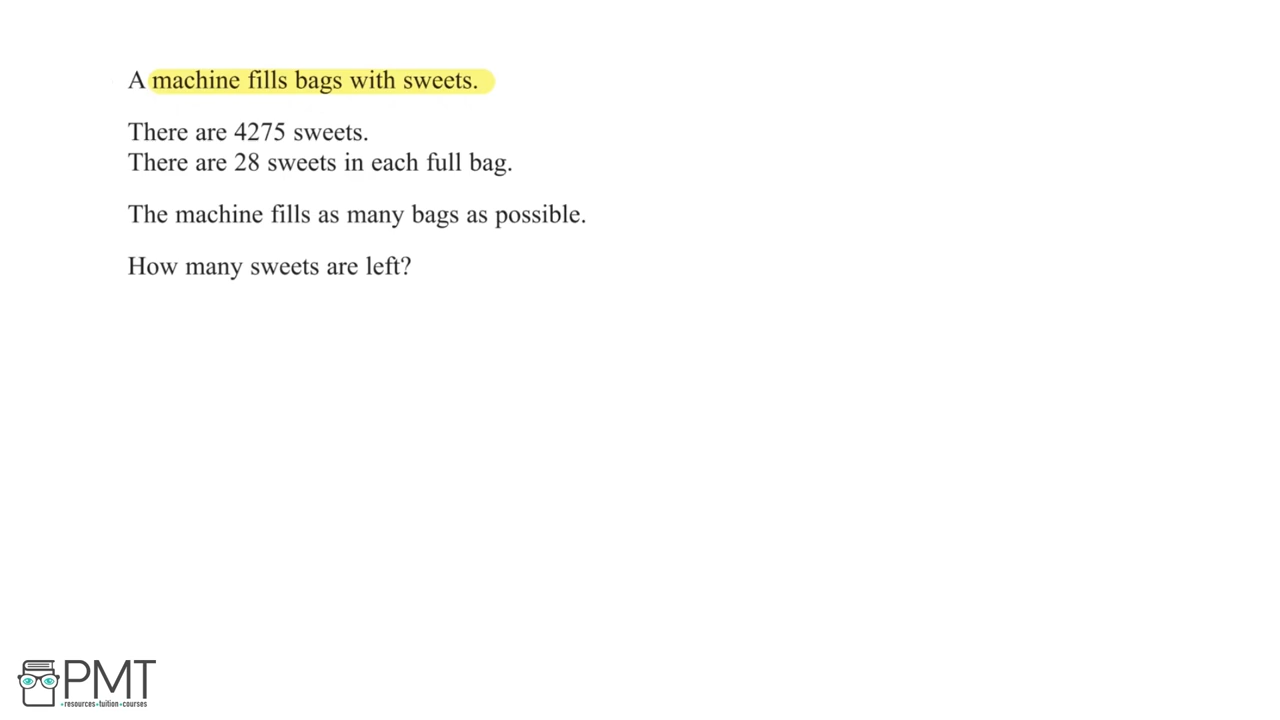 A machine fills bags with sweets.
There are 4275 sweets.
There are 28 sweets in each full bag.
The machine fills as many bags as possible.
How many sweets are left?
PMT
•resources•tuition•courses